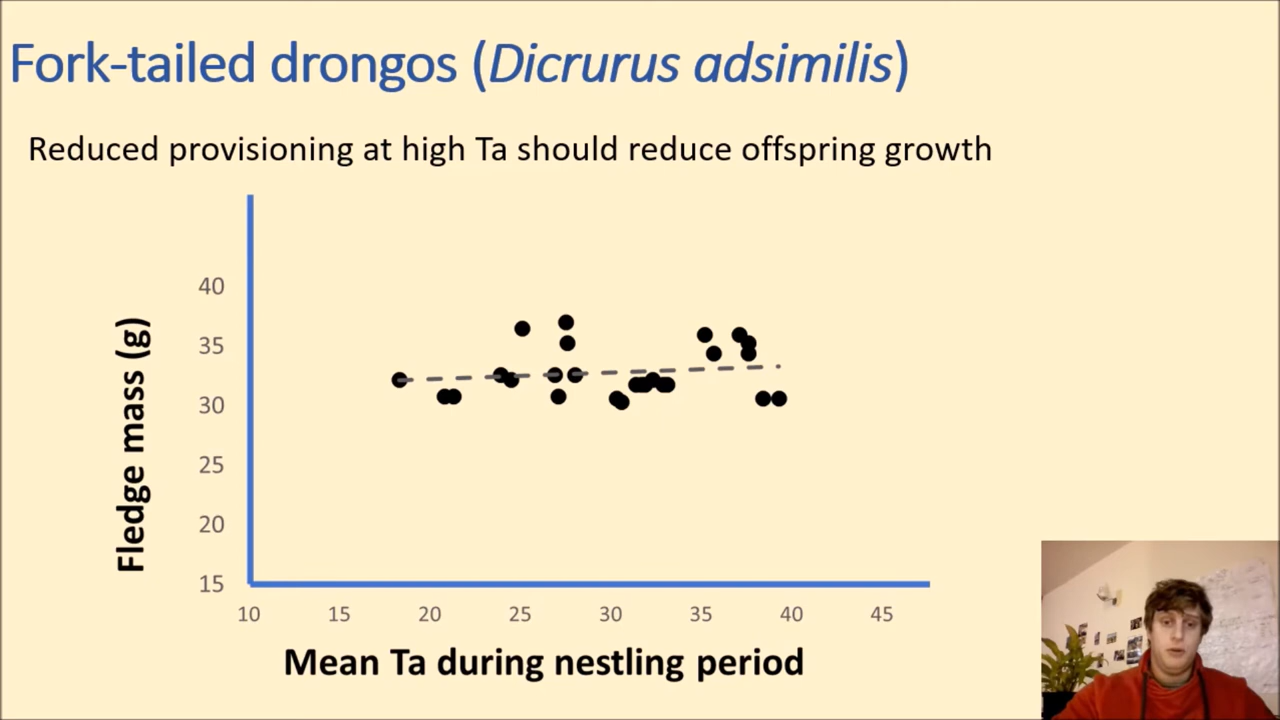 Fork-tailed drongos (Dicrurus adsimilis)
Reduced provisioning at high Ta should reduce offspring growth
40
35
30
25
20
15
Fledge mass (g)
10 15 20 25 30 35 40 45
Mean Ta during nestling period